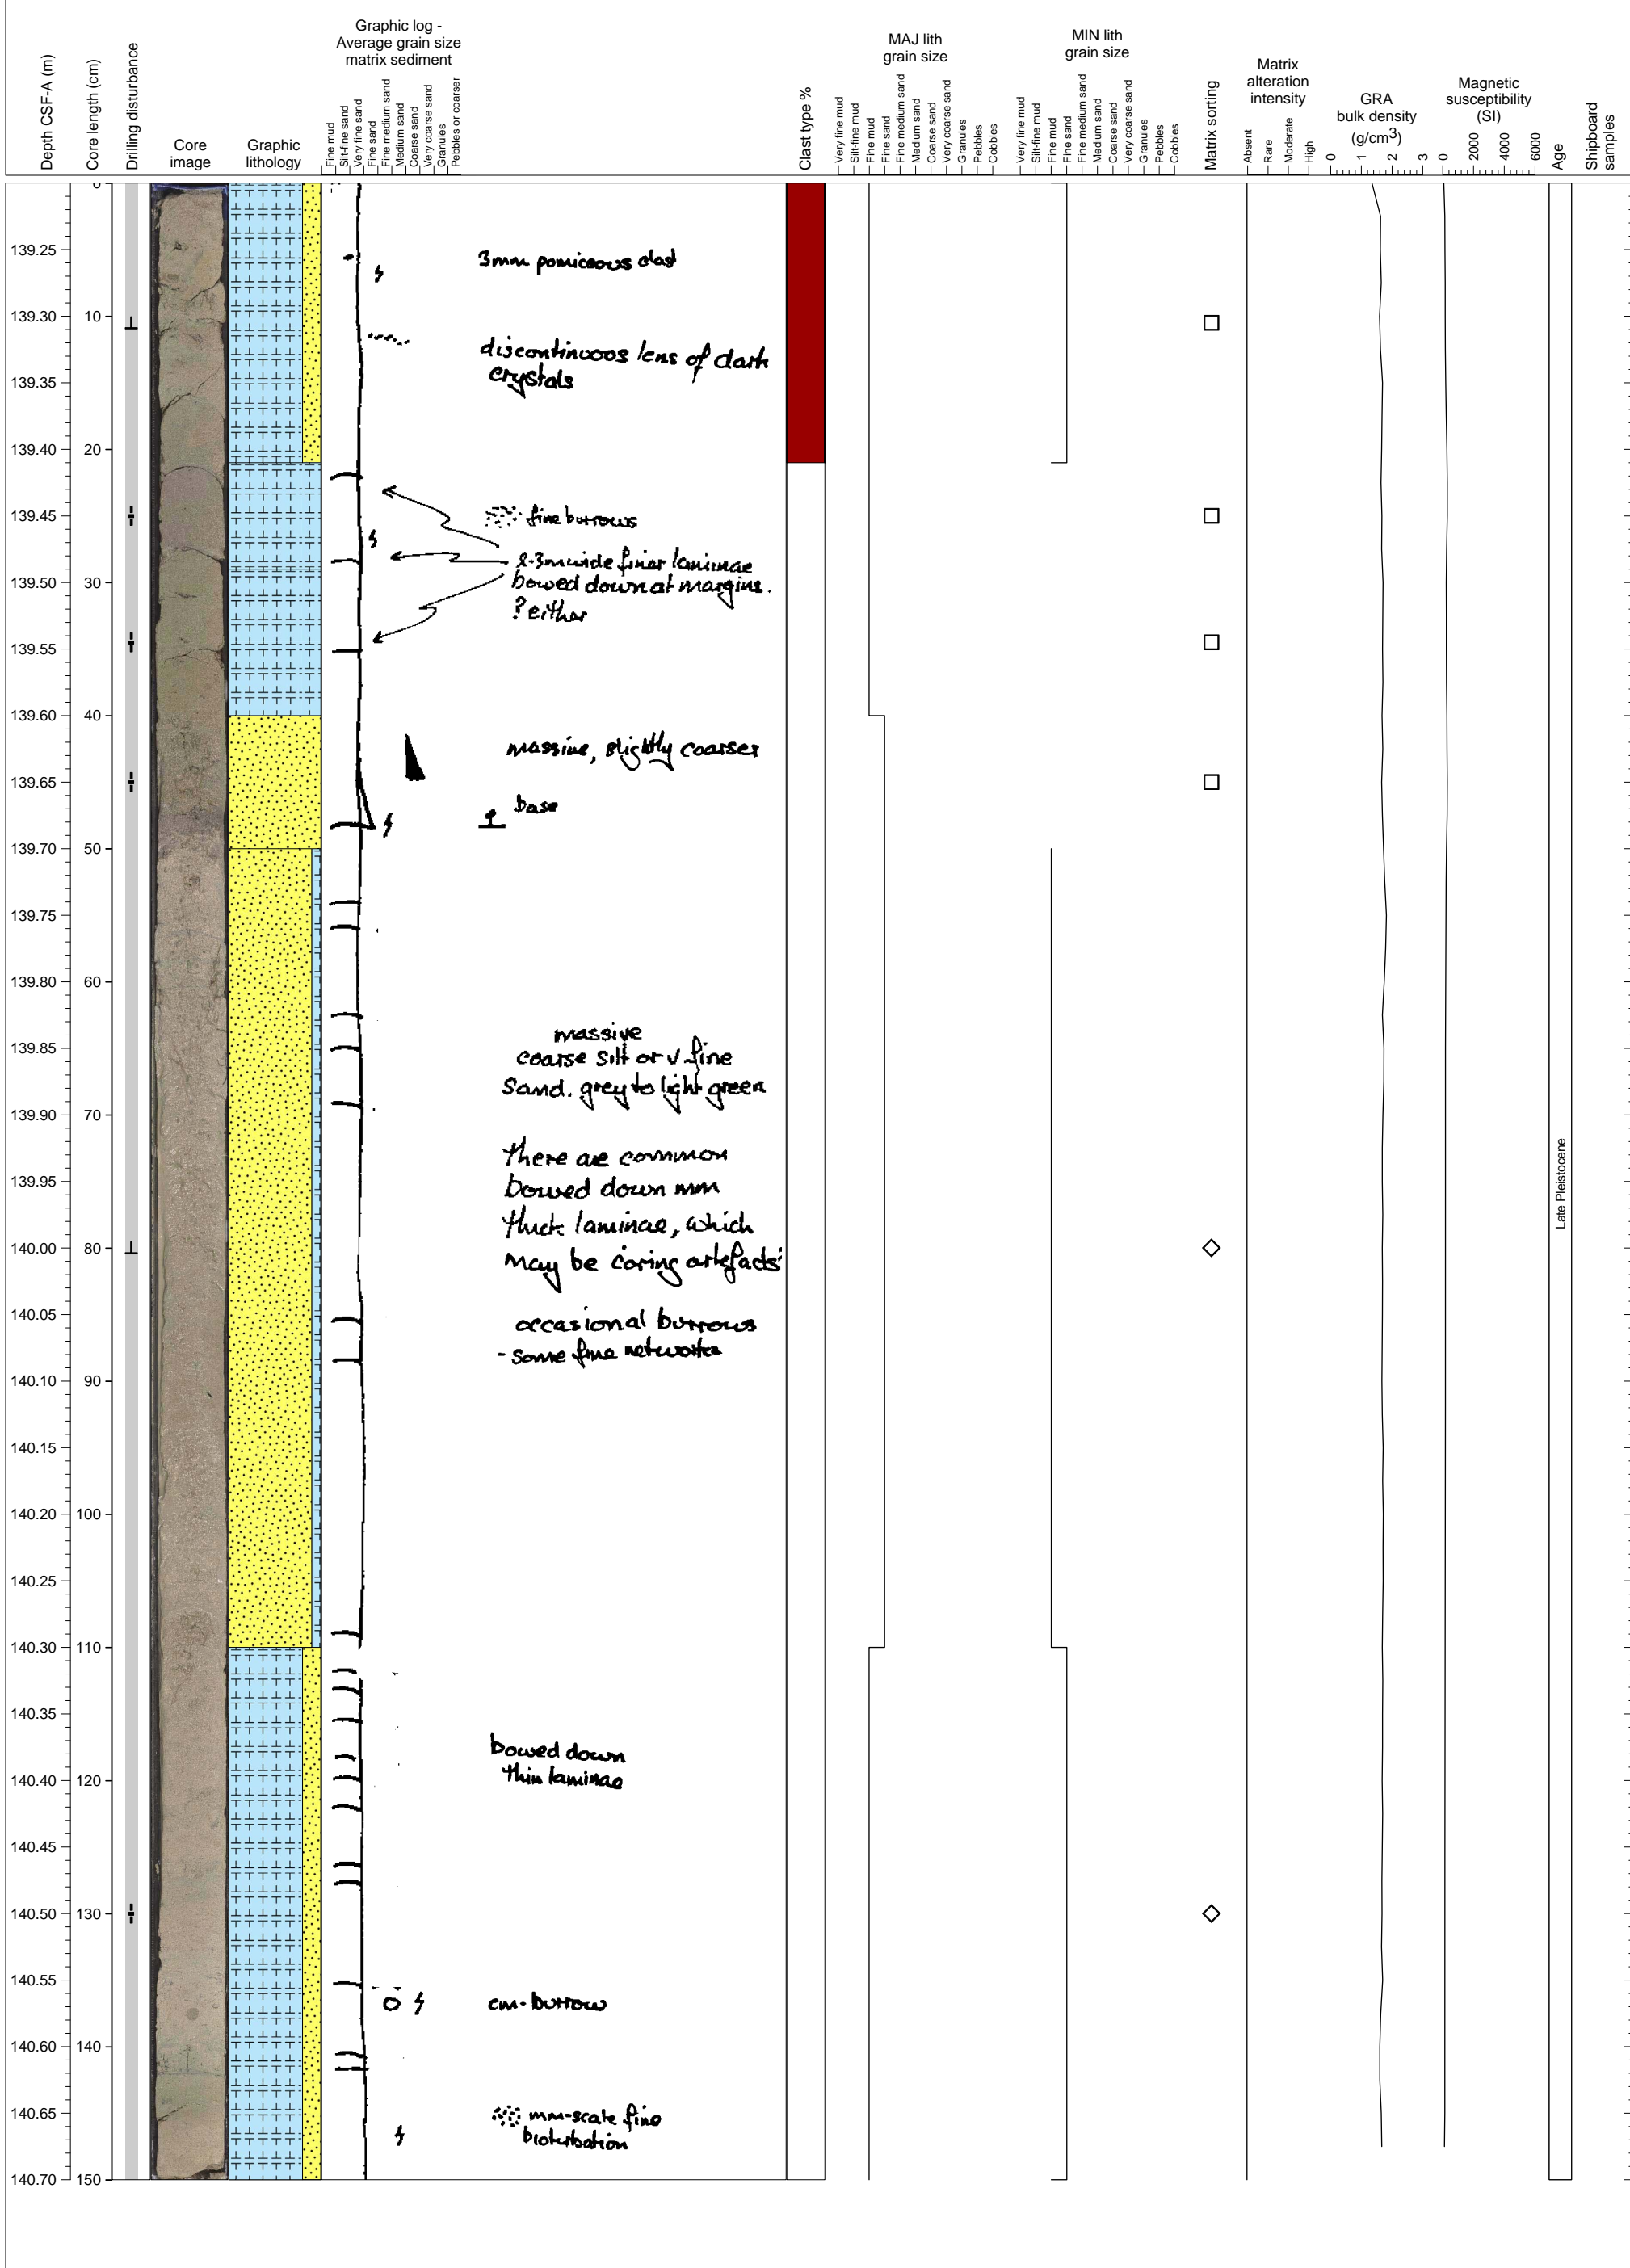 Depth CSF-A (m)
Core length (cm)
Drilling disturbance
Core
image
Graphic
lithology
Graphic log -
Average grain size
matrix sediment
Fine mud
Silt-fine sand
Very fine sand
Fine sand
Fine medium sand
Medium sand
Coarse sand
Very coarse sand
Granules
Pebbles or coarser
Clast type %
MAJ lith
grain size
Very fine mud
Silt-fine mud
Fine mud
Fine sand
Fine medium sand
Medium sand
Coarse sand
Very coarse sand
Granules
Pebbles
Cobbles
MIN lith
grain size
Very fine mud
Silt-fine mud
Fine mud
Fine sand
Fine medium sand
Medium sand
Coarse sand
Very coarse sand
Granules
Pebbles
Cobbles
Matrix sorting
Matrix
alteration
intensity
Absent
Rare
Moderate
High
GRA
bulk density
(g/cm3)
0 1 2 3
Magnetic
susceptibility
(SI)
0 2000 4000 6000
Age
Shipboard
samples
0
139.25
139.30 10
139.35
139.40 20
139.45
139.50 30
139.55
139.60 40
139.65
139.70 50
139.75
139.80 60
139.85
139.90 70
139.95
140.00 80
140.05
140.10 90
140.15
140.20 100
140.25
140.30 110
140.35
140.40 120
140.45
140.50 130
140.55
140.60 140
140.65
140.70 150
3mm pomiceous clast
discontinuoos lens of dark
crystals
fine burrows
2-3mm wide finer laminae
bowed down at margins.
? either
massive, slightly coarser
base
massive
coarse silt or v fine
sand. grey to light green
there are common
bowed down mm
thick laminae, which
may be coring artefacts
occasional burrows
- some fine networks
bowed down
thin laminae
cm-burrow
mm-scale fine
bioturbation
Late Pleistocene